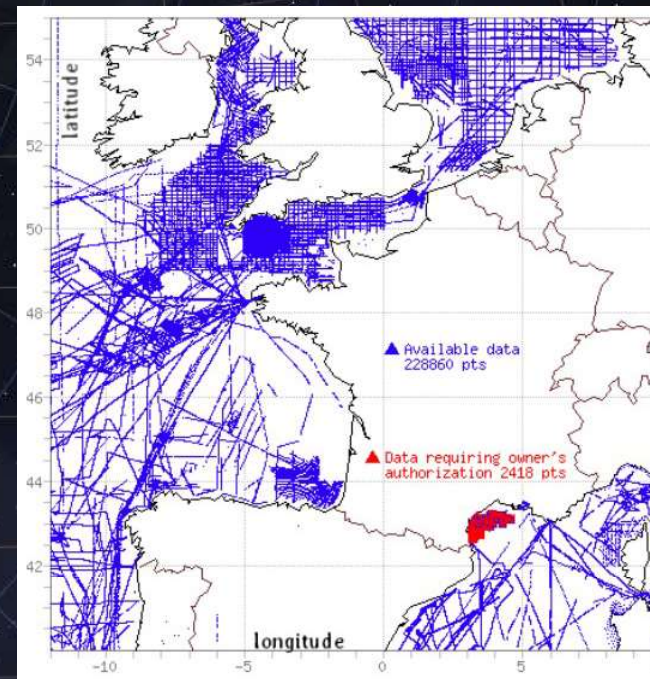 54
latitude
52
50
48
▲ Available data
228860 pts
46
▲ Data requiring owner's
authorization 2418 pts
44
42
longitude
-10
-5
0
5